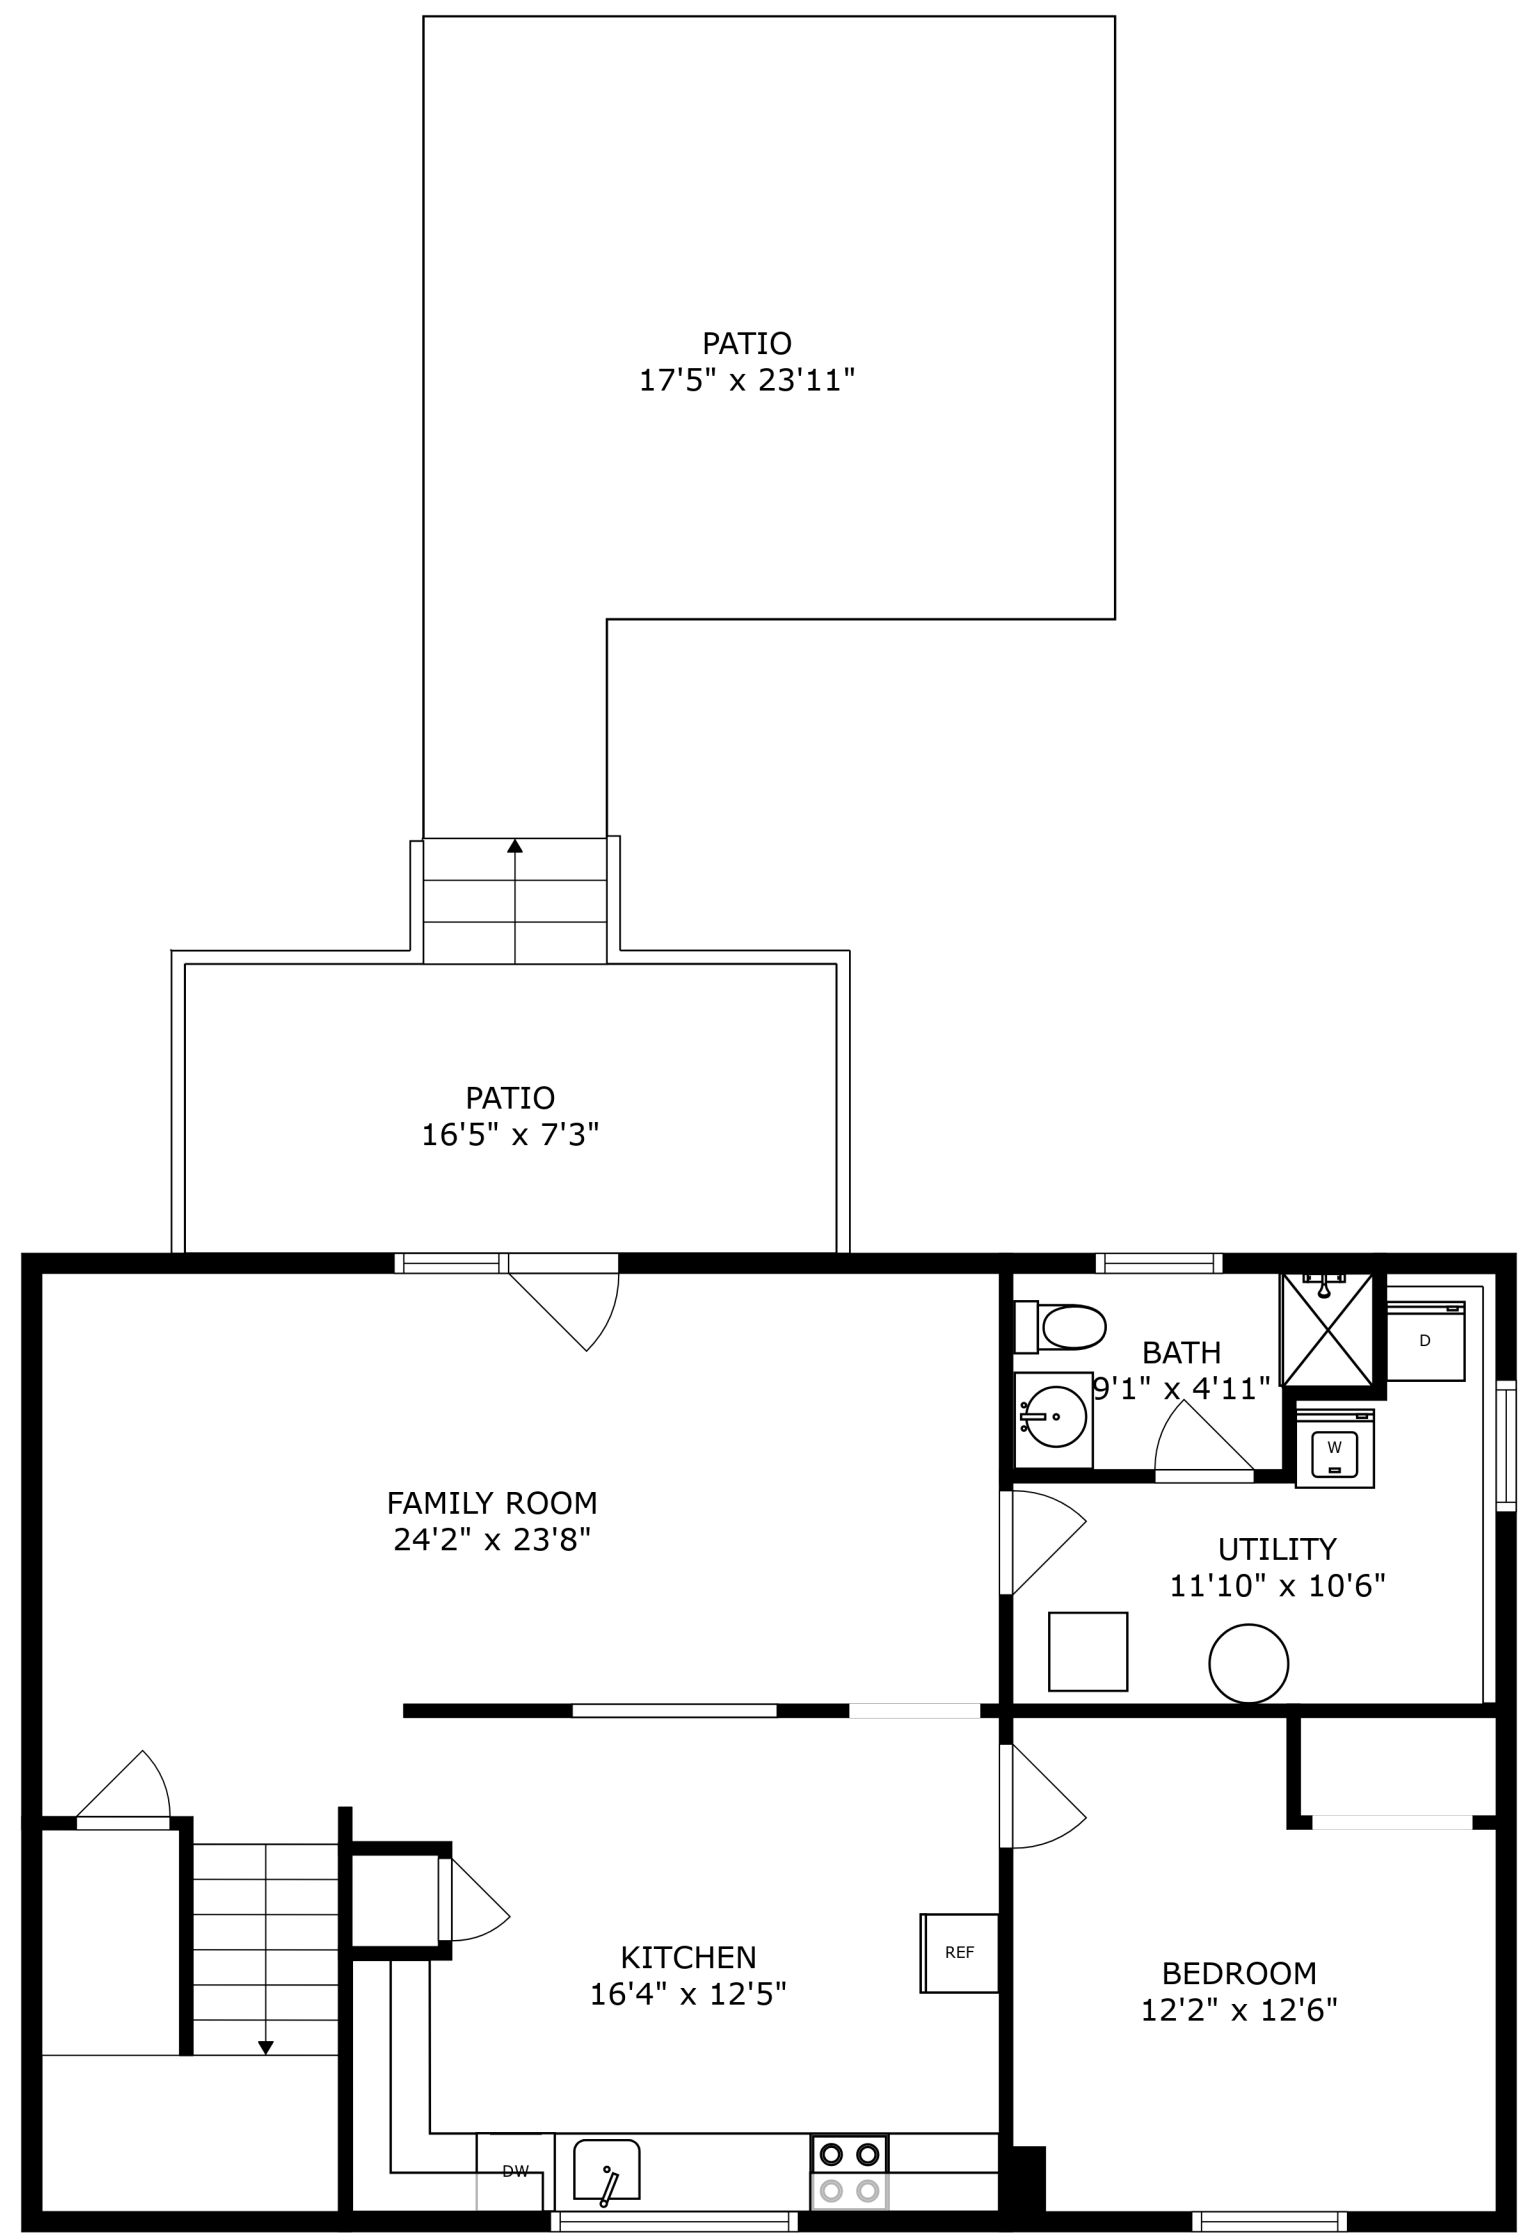 PATIO
17'5" x 23'11"
PATIO
16'5" x 7'3"
BATH
9'1" x 4'11"
D
W
FAMILY ROOM
24'2" x 23'8"
UTILITY
11'10" x 10'6"
KITCHEN
16'4" x 12'5"
REF
BEDROOM
12'2" x 12'6"
DW